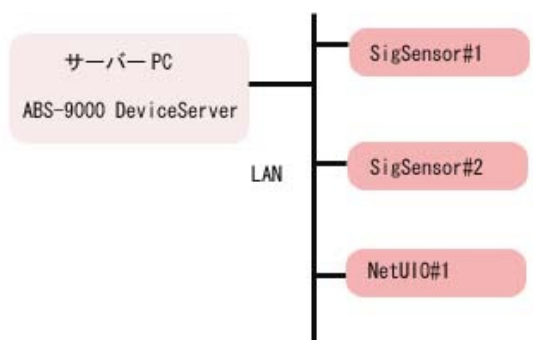 サーバーPC
ABS-9000 DeviceServer
LAN
SigSensor#1
SigSensor#2
NetUIO#1